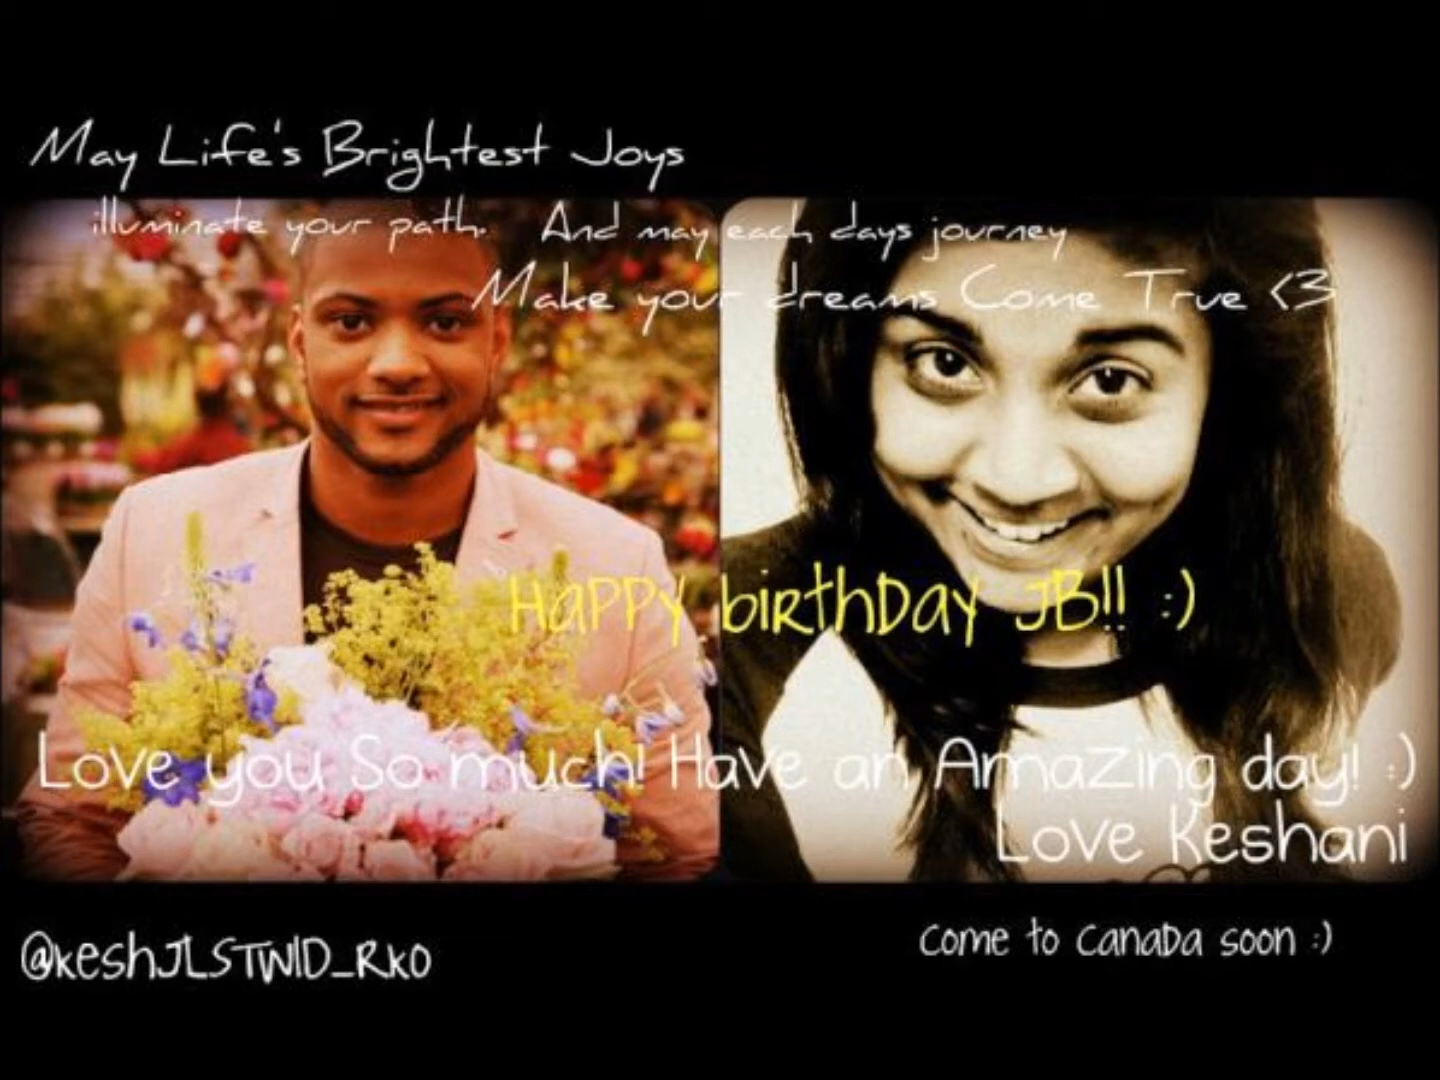 May Life's Brightest Joys
illuminate your path. And may each days journey
Make your dreams Come True <3
Happy birthDay JB!! :)
Love you So much! Have an Amazing day! :)
Love Keshani
@keshJLSTWID_Rko
Come to Canada soon :)